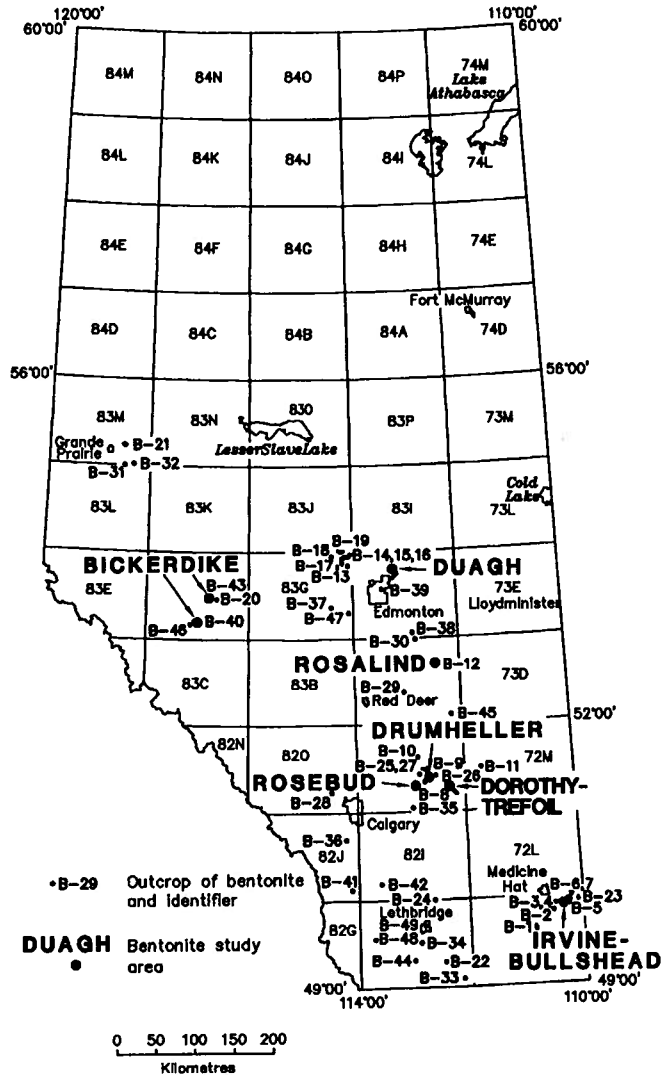 120°00'
110°00'
60°00'
60°00'
84M
84N
84O
84P
74M
Lake
Athabasca
84L
84K
84J
84I
74L
84E
84F
84G
84H
74E
Fort McMurray
84D
84C
84B
84A
74D
56°00'
56°00'
83M
83N
83O
83P
73M
Grande
Prairie
B-21
B-31
B-32
LesserSlaveLake
Cold
Lake
83L
83K
83J
83I
73L
B-19
B-18
B-14,15,16
B-17
B-13
BICKERDIKE
DUAGH
83E
B-43
B-20
83G
B-39
73E
B-37
Edmonton
Lloydminister
B-46
B-40
B-47
B-38
B-30
ROSALIND
B-12
83C
83B
B-29
73D
Red Deer
B-45
52°00'
DRUMHELLER
82N
82O
B-10
B-9
B-11
72M
B-25,27
B-26
ROSEBUD
B-8
DOROTHY-
TREFOIL
B-28
B-35
Calgary
B-36
82J
82I
72L
Medicine
Hat
B-6,7
B-41
B-42
B-23
B-24
B-3,4
B-5
B-2
Lethbridge
B-1
82G
B-49
B-48
B-34
IRVINE-
BULLSHEAD
B-44
B-22
B-33
49°00'
49°00'
114°00'
110°00'
B-29 Outcrop of bentonite
and identifier
DUAGH Bentonite study
area
0 50 100 150 200
Kilometres